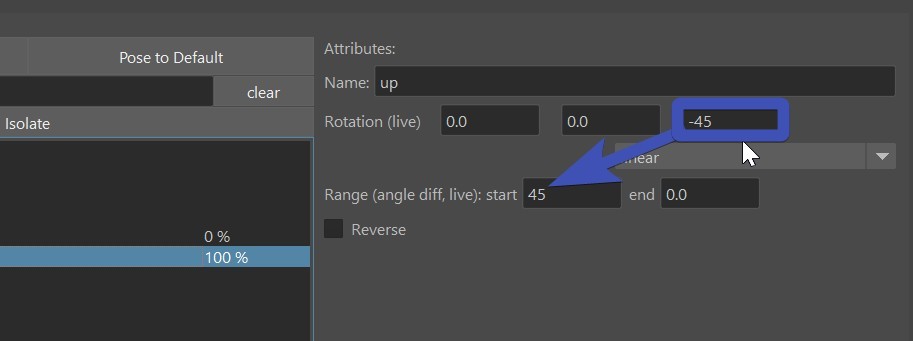 Attributes:
Pose to Default
Name: up
clear
Rotation (live) 0.0 0.0 -45
Isolate
Range (angle diff, live): start 45 end 0.0
Reverse
0 %
100 %